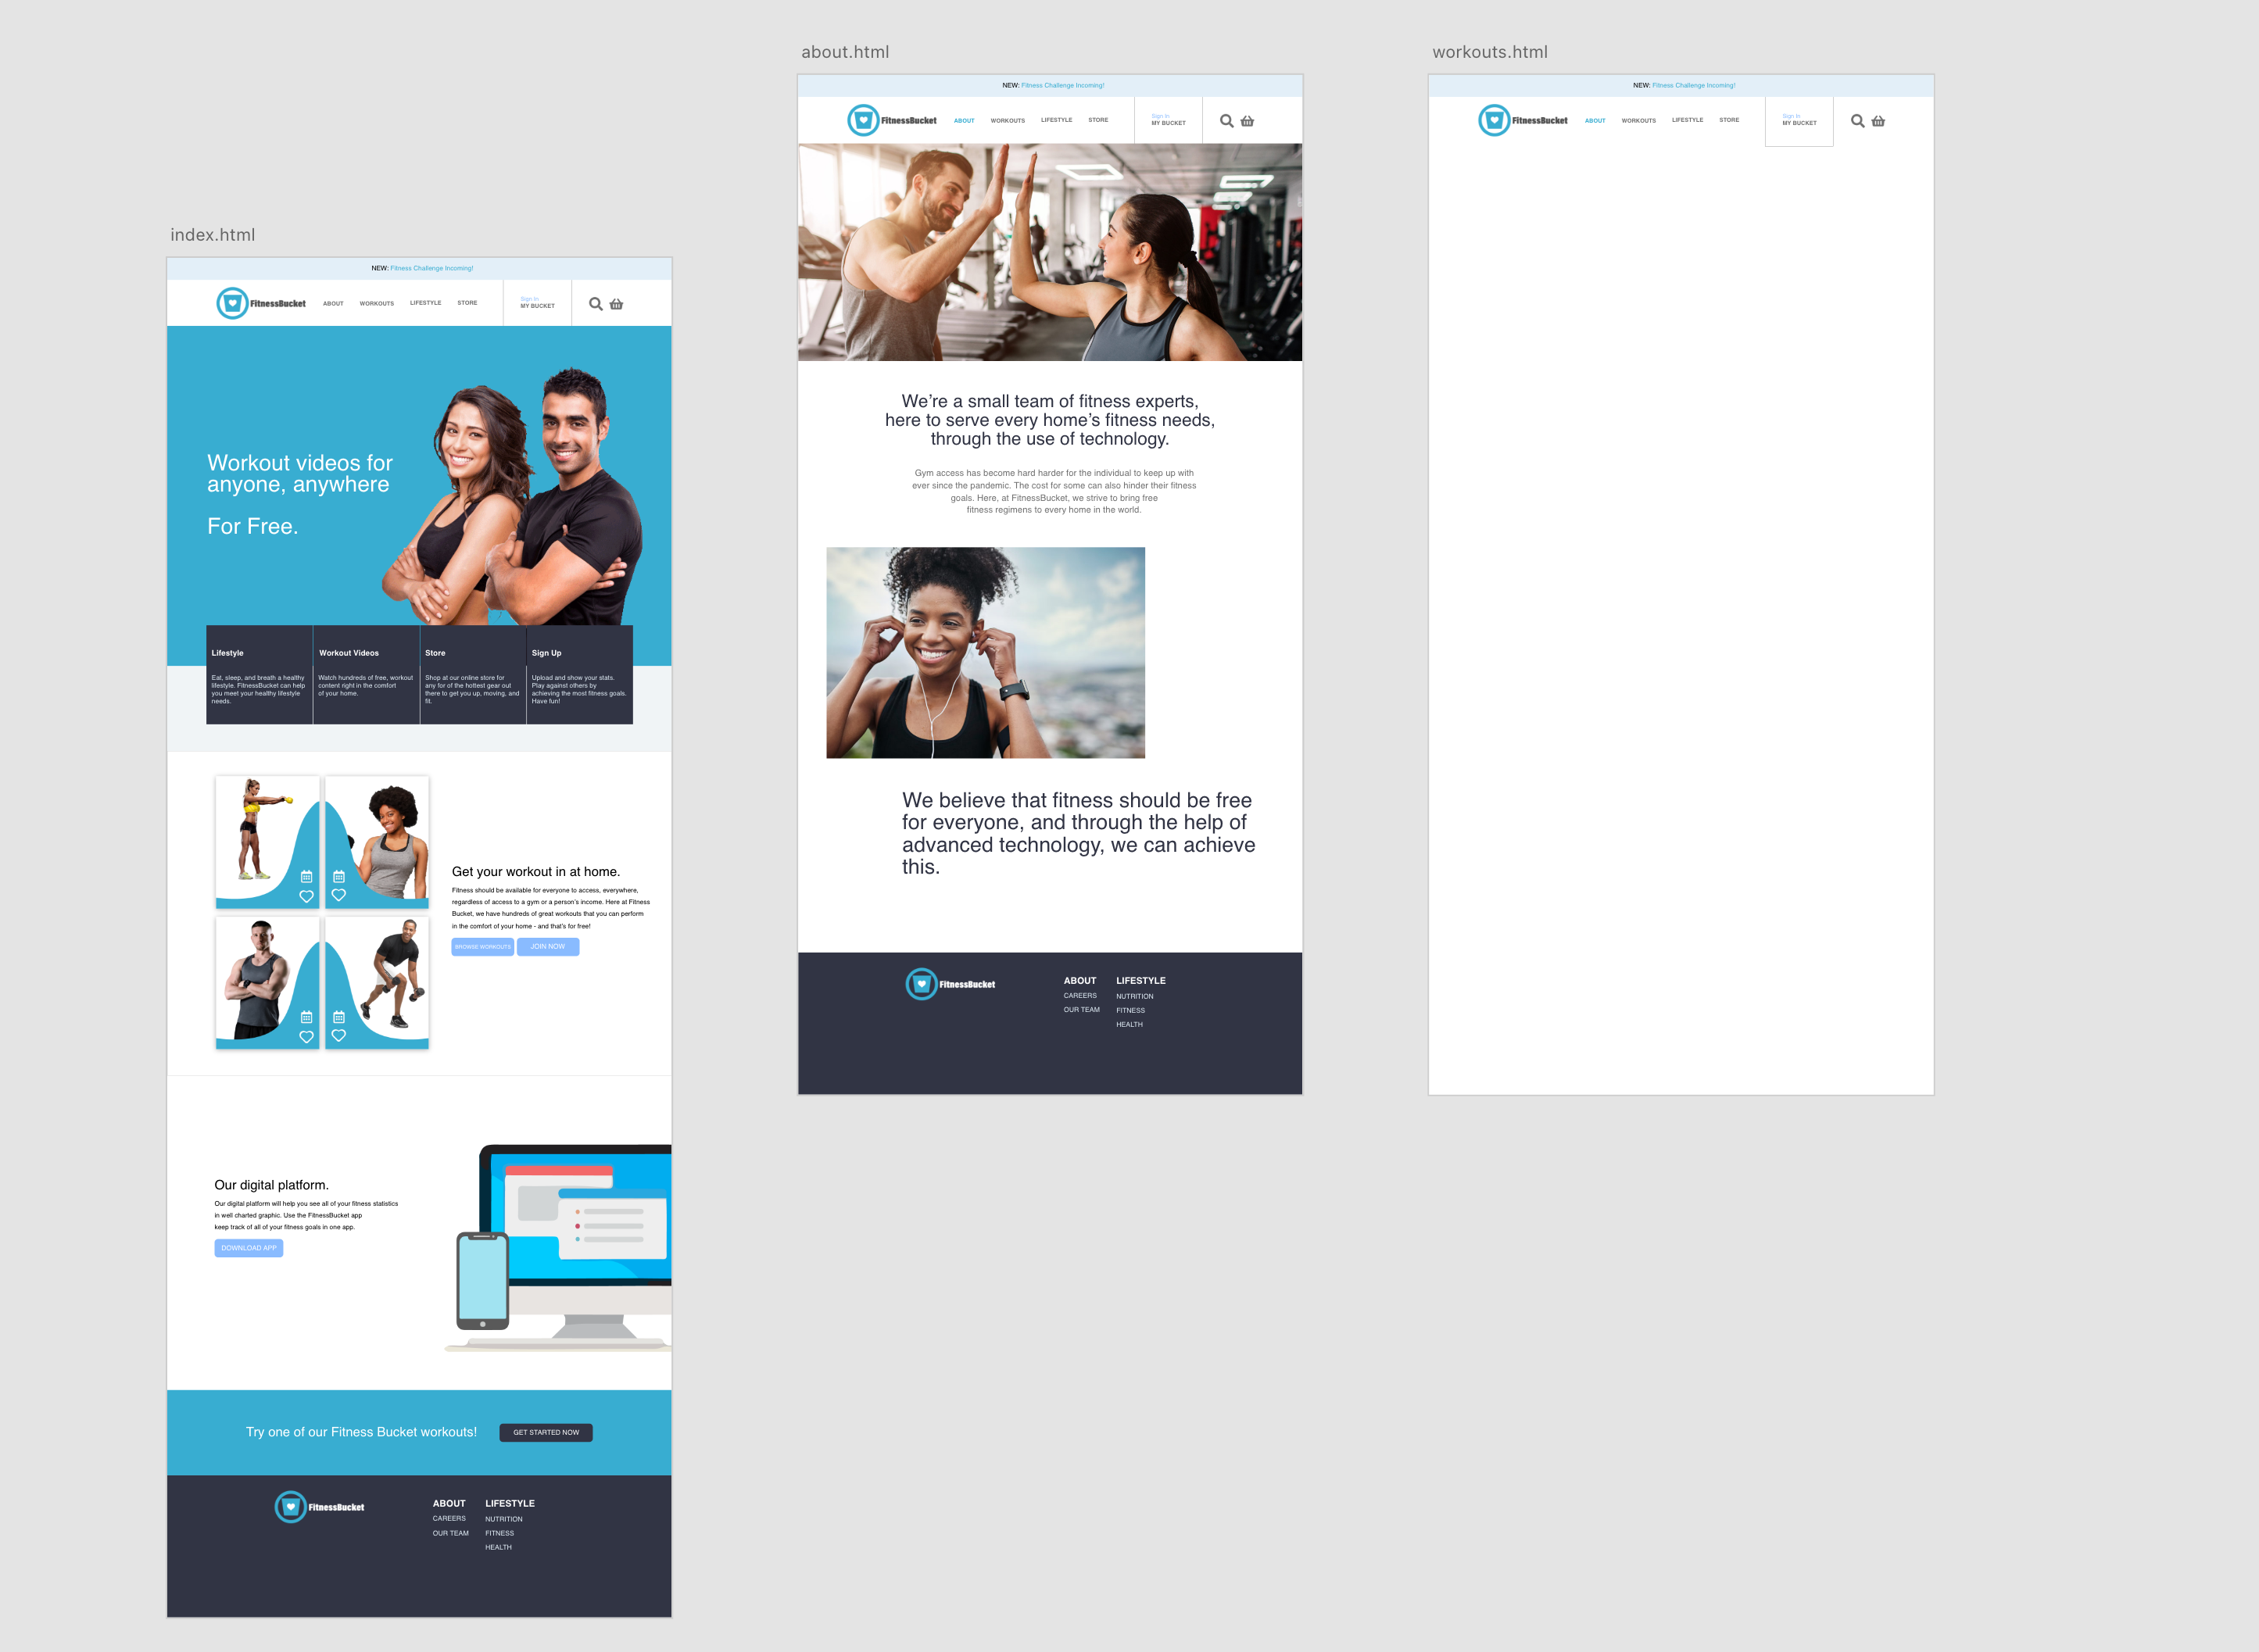 index.html
NEW: Fitness Challenge Incoming!
FitnessBucket
ABOUT
WORKOUTS
LIFESTYLE
STORE
Sign In
MY BUCKET
Workout videos for
anyone, anywhere
For Free.
Lifestyle
Eat, sleep, and breath a healthy
lifestyle. FitnessBucket can help
you meet your healthy lifestyle
needs.
Workout Videos
Watch hundreds of free, workout
content right in the comfort
of your home.
Store
Shop at our online store for
any for of the hottest gear out
there to get you up, moving, and
fit.
Sign Up
Upload and show your stats.
Play against others by
achieving the most fitness goals.
Have fun!
Get your workout in at home.
Fitness should be available for everyone to access, everywhere,
regardless of access to a gym or a person's income. Here at Fitness
Bucket, we have hundreds of great workouts that you can perform
in the comfort of your home - and that's for free!
BROWSE WORKOUTS
JOIN NOW
Our digital platform.
Our digital platform will help you see all of your fitness statistics
in well charted graphic. Use the FitnessBucket app
keep track of all of your fitness goals in one app.
DOWNLOAD APP
Try one of our Fitness Bucket workouts!
GET STARTED NOW
FitnessBucket
ABOUT
CAREERS
OUR TEAM
LIFESTYLE
NUTRITION
FITNESS
HEALTH
about.html
NEW: Fitness Challenge Incoming!
FitnessBucket
ABOUT
WORKOUTS
LIFESTYLE
STORE
Sign In
MY BUCKET
We're a small team of fitness experts,
here to serve every home's fitness needs,
through the use of technology.
Gym access has become hard harder for the individual to keep up with
ever since the pandemic. The cost for some can also hinder their fitness
goals. Here, at FitnessBucket, we strive to bring free
fitness regimens to every home in the world.
We believe that fitness should be free
for everyone, and through the help of
advanced technology, we can achieve
this.
FitnessBucket
ABOUT
CAREERS
OUR TEAM
LIFESTYLE
NUTRITION
FITNESS
HEALTH
workouts.html
NEW: Fitness Challenge Incoming!
FitnessBucket
ABOUT
WORKOUTS
LIFESTYLE
STORE
Sign In
MY BUCKET